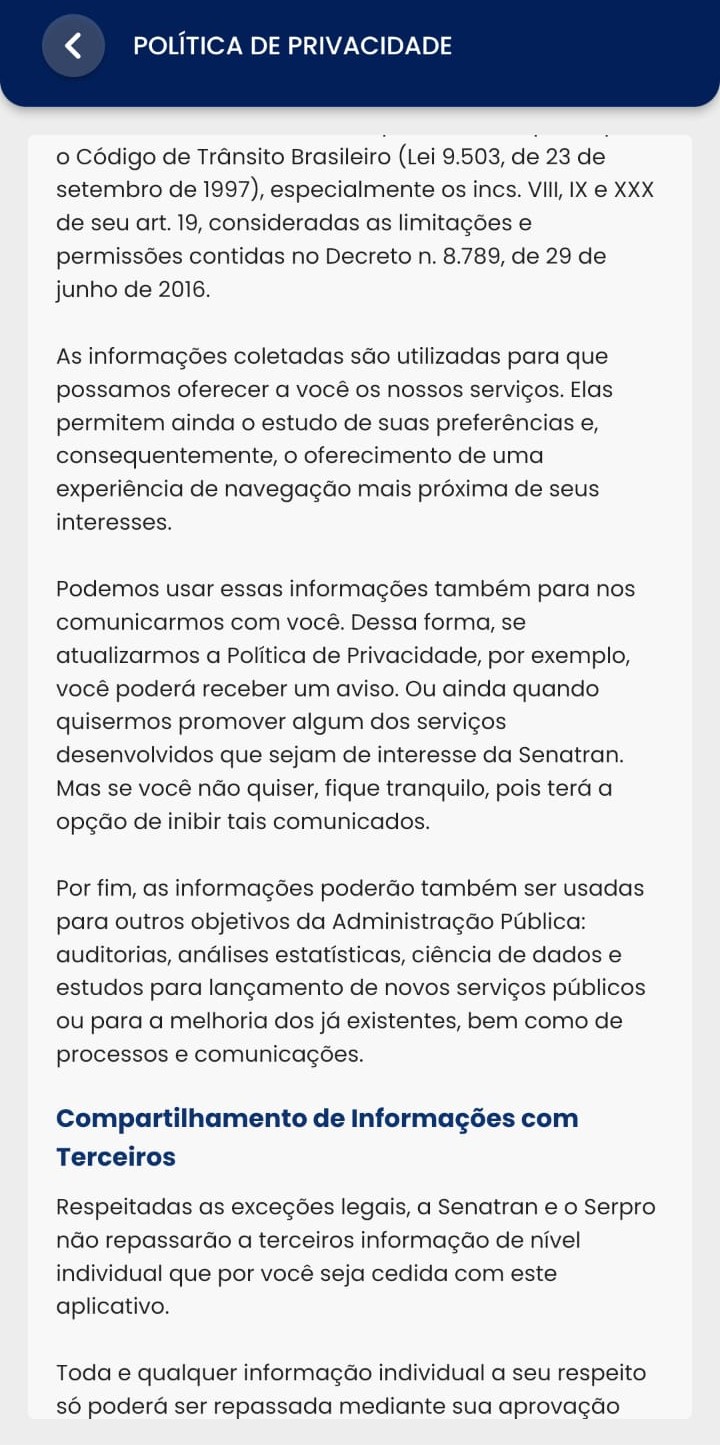 POLÍTICA DE PRIVACIDADE
o Código de Trânsito Brasileiro (Lei 9.503, de 23 de
setembro de 1997), especialmente os incs. VIII, IX e XXX
de seu art. 19, consideradas as limitações e
permissões contidas no Decreto n. 8.789, de 29 de
junho de 2016.
As informações coletadas são utilizadas para que
possamos oferecer a você os nossos serviços. Elas
permitem ainda o estudo de suas preferências e,
consequentemente, o oferecimento de uma
experiência de navegação mais próxima de seus
interesses.
Podemos usar essas informações também para nos
comunicarmos com você. Dessa forma, se
atualizarmos a Política de Privacidade, por exemplo,
você poderá receber um aviso. Ou ainda quando
quisermos promover algum dos serviços
desenvolvidos que sejam de interesse da Senatran.
Mas se você não quiser, fique tranquilo, pois terá a
opção de inibir tais comunicados.
Por fim, as informações poderão também ser usadas
para outros objetivos da Administração Pública:
auditorias, análises estatísticas, ciência de dados e
estudos para lançamento de novos serviços públicos
ou para a melhoria dos já existentes, bem como de
processos e comunicações.
Compartilhamento de Informações com
Terceiros
Respeitadas as exceções legais, a Senatran e o Serpro
não repassarão a terceiros informação de nível
individual que por você seja cedida com este
aplicativo.
Toda e qualquer informação individual a seu respeito
só poderá ser repassada mediante sua aprovação